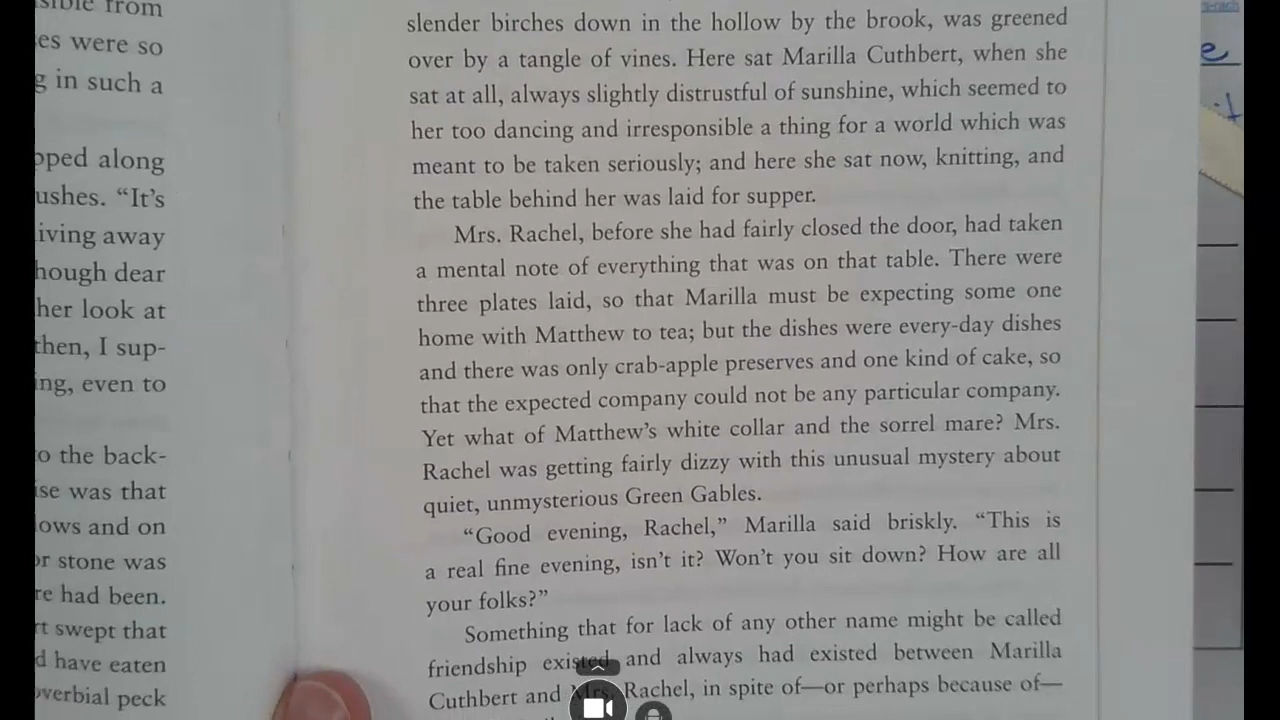 sible from
es were so
g in such a
pped along
ushes. “It’s
iving away
hough dear
her look at
then, I sup-
ing, even to
o the back-
ise was that
ows and on
or stone was
re had been.
rt swept that
d have eaten
overbial peck
slender birches down in the hollow by the brook, was greened
over by a tangle of vines. Here sat Marilla Cuthbert, when she
sat at all, always slightly distrustful of sunshine, which seemed to
her too dancing and irresponsible a thing for a world which was
meant to be taken seriously; and here she sat now, knitting, and
the table behind her was laid for supper.
Mrs. Rachel, before she had fairly closed the door, had taken
a mental note of everything that was on that table. There were
three plates laid, so that Marilla must be expecting some one
home with Matthew to tea; but the dishes were every-day dishes
and there was only crab-apple preserves and one kind of cake, so
that the expected company could not be any particular company.
Yet what of Matthew’s white collar and the sorrel mare? Mrs.
Rachel was getting fairly dizzy with this unusual mystery about
quiet, unmysterious Green Gables.
“Good evening, Rachel,” Marilla said briskly. “This is
a real fine evening, isn’t it? Won’t you sit down? How are all
your folks?”
Something that for lack of any other name might be called
friendship existed and always had existed between Marilla
Cuthbert and Mrs. Rachel, in spite of—or perhaps because of—